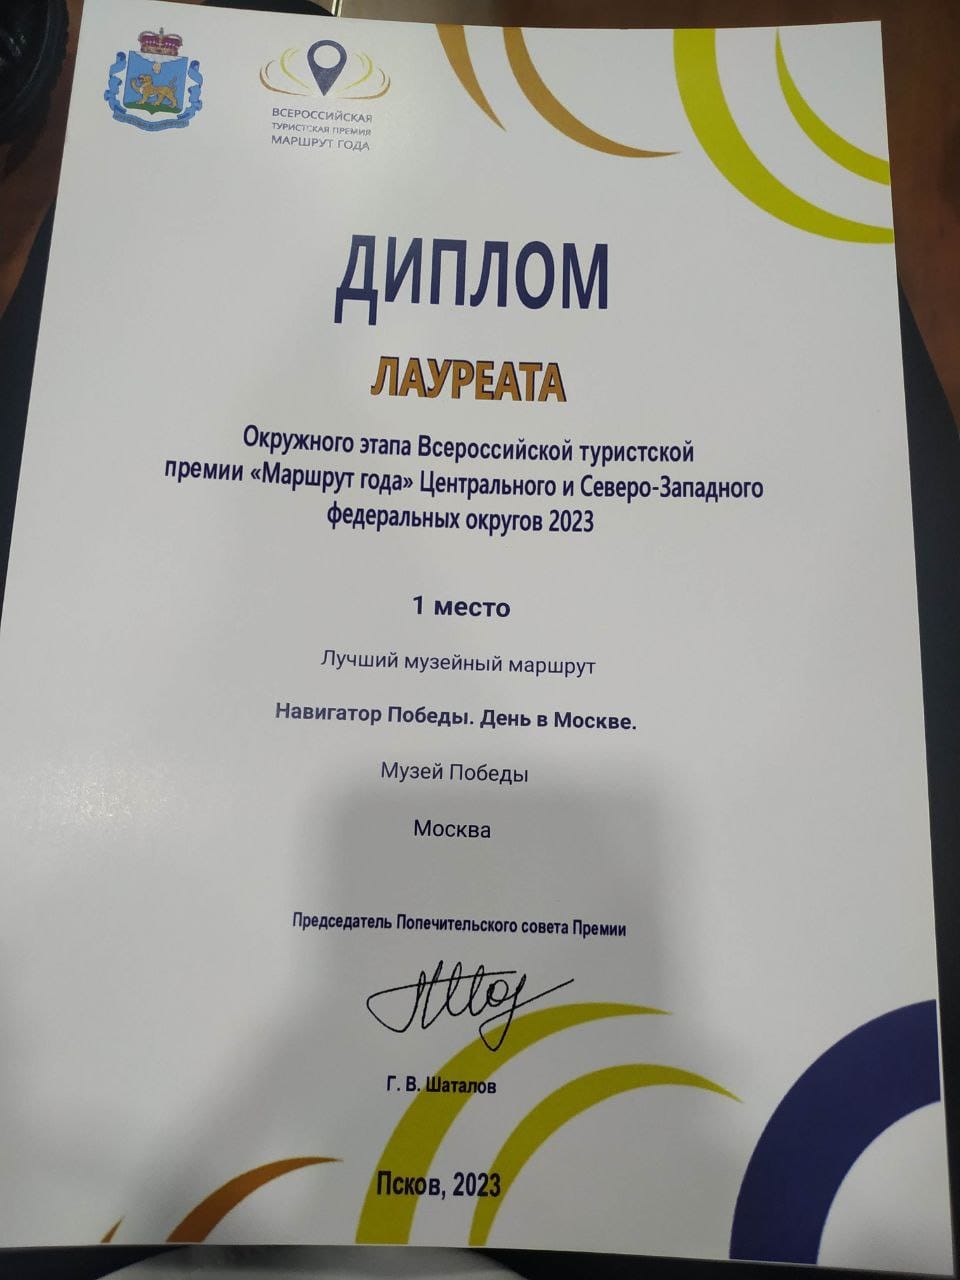 ВСЕРОССИЙСКАЯ
ТУРИСТСКАЯ ПРЕМИЯ
МАРШРУТ ГОДА
ДИПЛОМ
ЛАУРЕАТА
Окружного этапа Всероссийской туристской
премии «Маршрут года» Центрального и Северо-Западного
федеральных округов 2023
1 место
Лучший музейный маршрут
Навигатор Победы. День в Москве.
Музей Победы
Москва
Председатель Попечительского совета Премии
Г. В. Шаталов
Псков, 2023